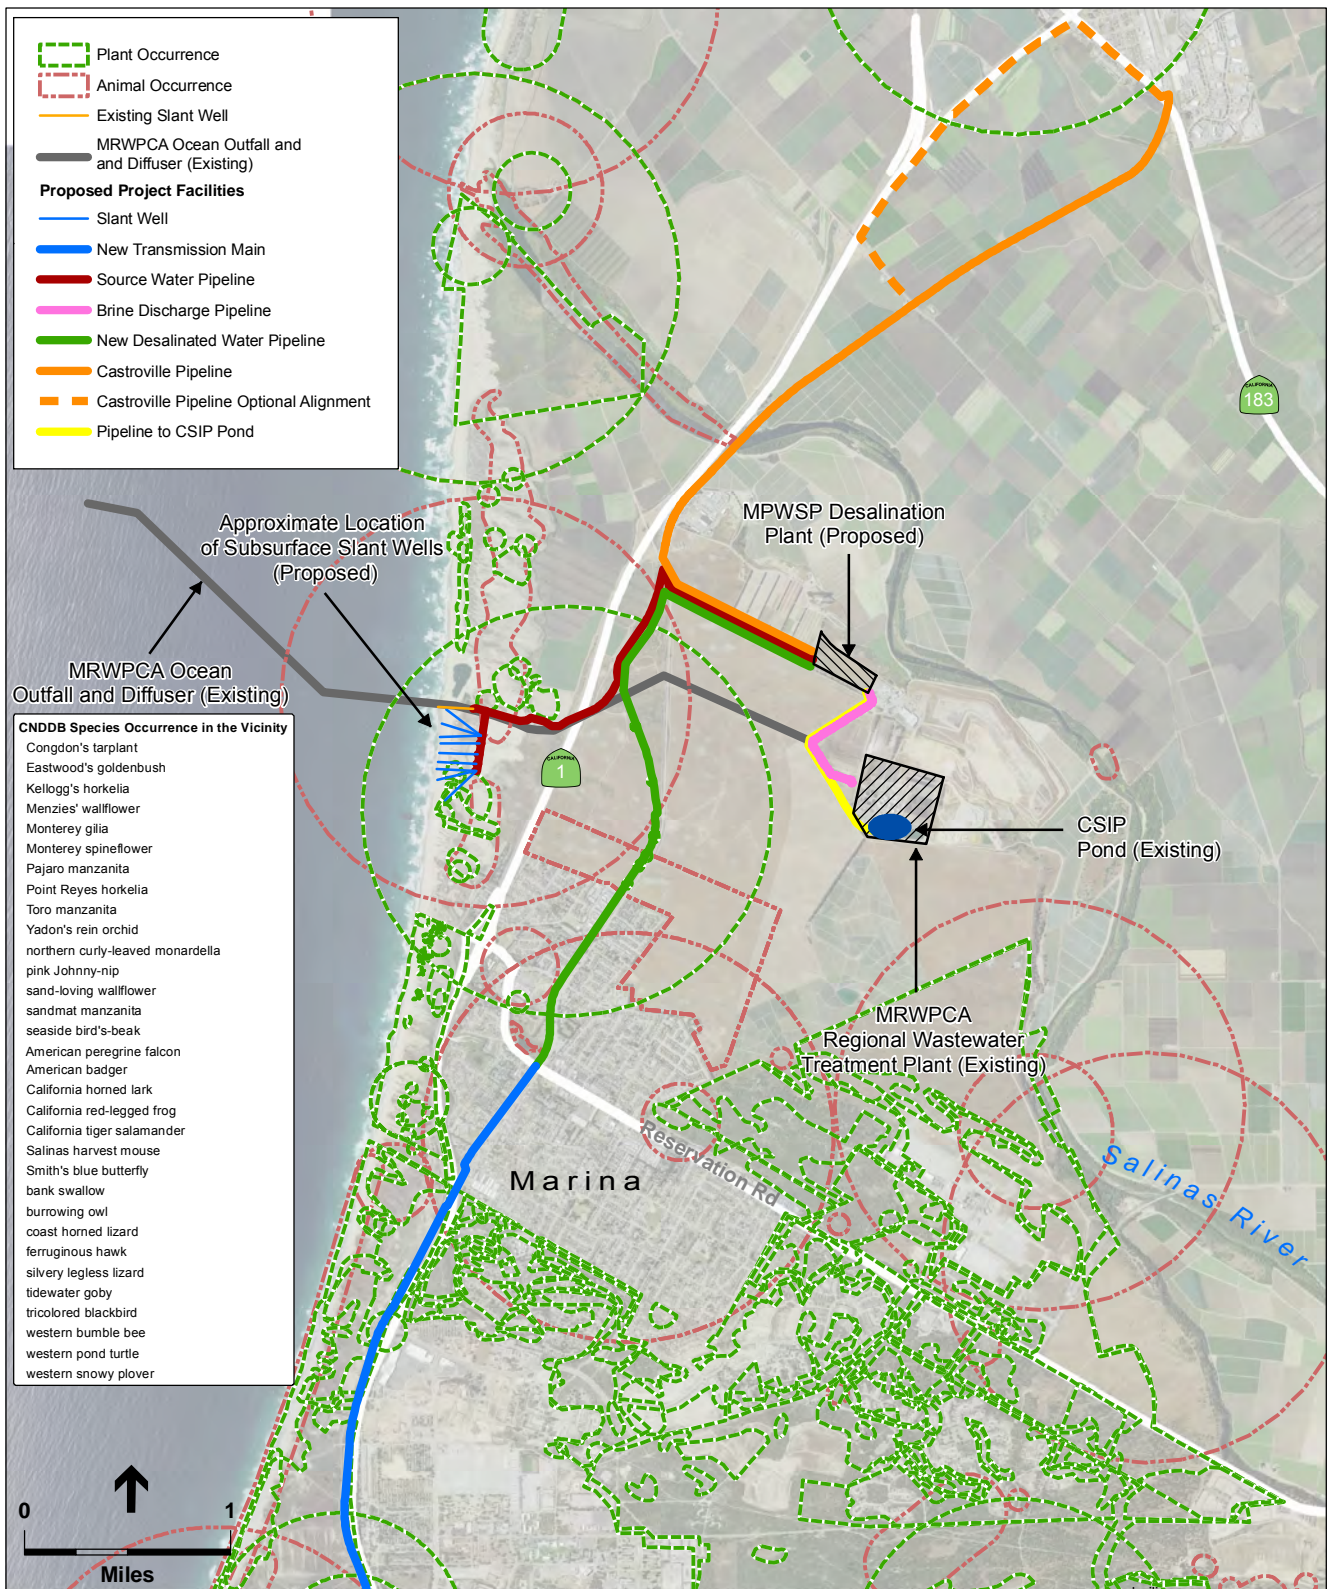 Plant Occurrence
Animal Occurrence
Existing Slant Well
MRWPCA Ocean Outfall and
and Diffuser (Existing)
Proposed Project Facilities
Slant Well
New Transmission Main
Source Water Pipeline
Brine Discharge Pipeline
New Desalinated Water Pipeline
Castroville Pipeline
Castroville Pipeline Optional Alignment
Pipeline to CSIP Pond
CALIFORNIA
183
Approximate Location
of Subsurface Slant Wells
(Proposed)
MPWSP Desalination
Plant (Proposed)
MRWPCA Ocean
Outfall and Diffuser (Existing)
CALIFORNIA
1
CSIP
Pond (Existing)
MRWPCA
Regional Wastewater
Treatment Plant (Existing)
CNDDB Species Occurrence in the Vicinity
Congdon's tarplant
Eastwood's goldenbush
Kellogg's horkelia
Menzies' wallflower
Monterey gilia
Monterey spineflower
Pajaro manzanita
Point Reyes horkelia
Toro manzanita
Yadon's rein orchid
northern curly-leaved monardella
pink Johnny-nip
sand-loving wallflower
sandmat manzanita
seaside bird's-beak
American peregrine falcon
American badger
California horned lark
California red-legged frog
California tiger salamander
Salinas harvest mouse
Smith's blue butterfly
bank swallow
burrowing owl
coast horned lizard
ferruginous hawk
silvery legless lizard
tidewater goby
tricolored blackbird
western bumble bee
western pond turtle
western snowy plover
Reservation Rd
Marina
Salinas River
0 1
Miles